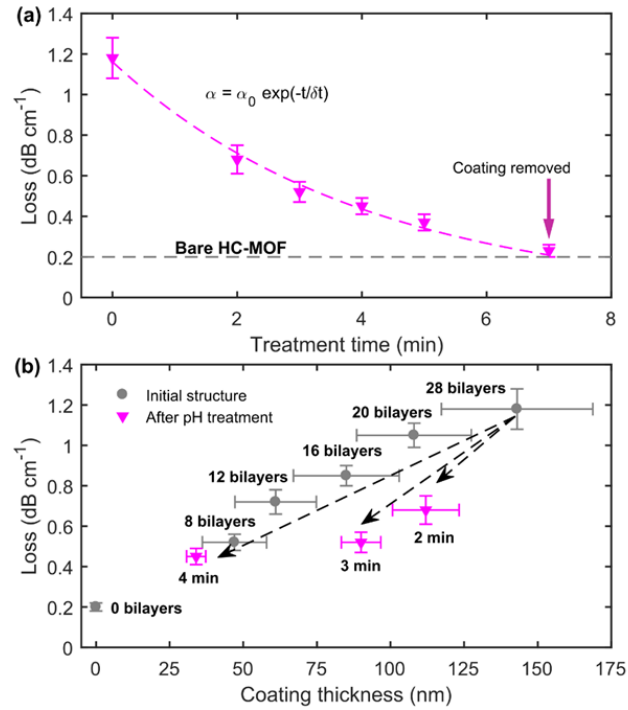 (a)
1.4
1.2
1
0.8
0.6
0.4
0.2
0
Loss (dB cm⁻¹)
α = α₀ exp(-t/δt)
Coating removed
Bare HC-MOF
0 2 4 6 8
Treatment time (min)
(b)
1.4
1.2
1
0.8
0.6
0.4
0.2
0
Loss (dB cm⁻¹)
Initial structure
After pH treatment
28 bilayers
20 bilayers
16 bilayers
12 bilayers
8 bilayers
2 min
3 min
4 min
0 bilayers
0 25 50 75 100 125 150 175
Coating thickness (nm)